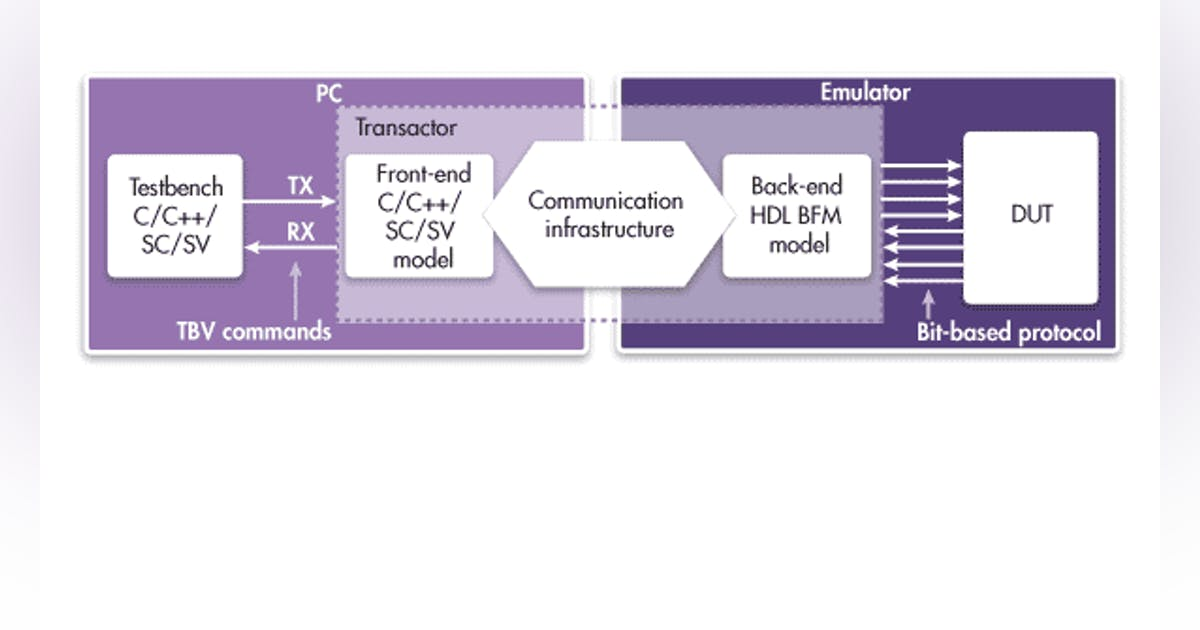 PC
Emulator
Transactor
Testbench
C/C++/
SC/SV
TX
RX
Front-end
C/C++/
SC/SV
model
Communication
infrastructure
Back-end
HDL BFM
model
DUT
TBV commands
Bit-based protocol